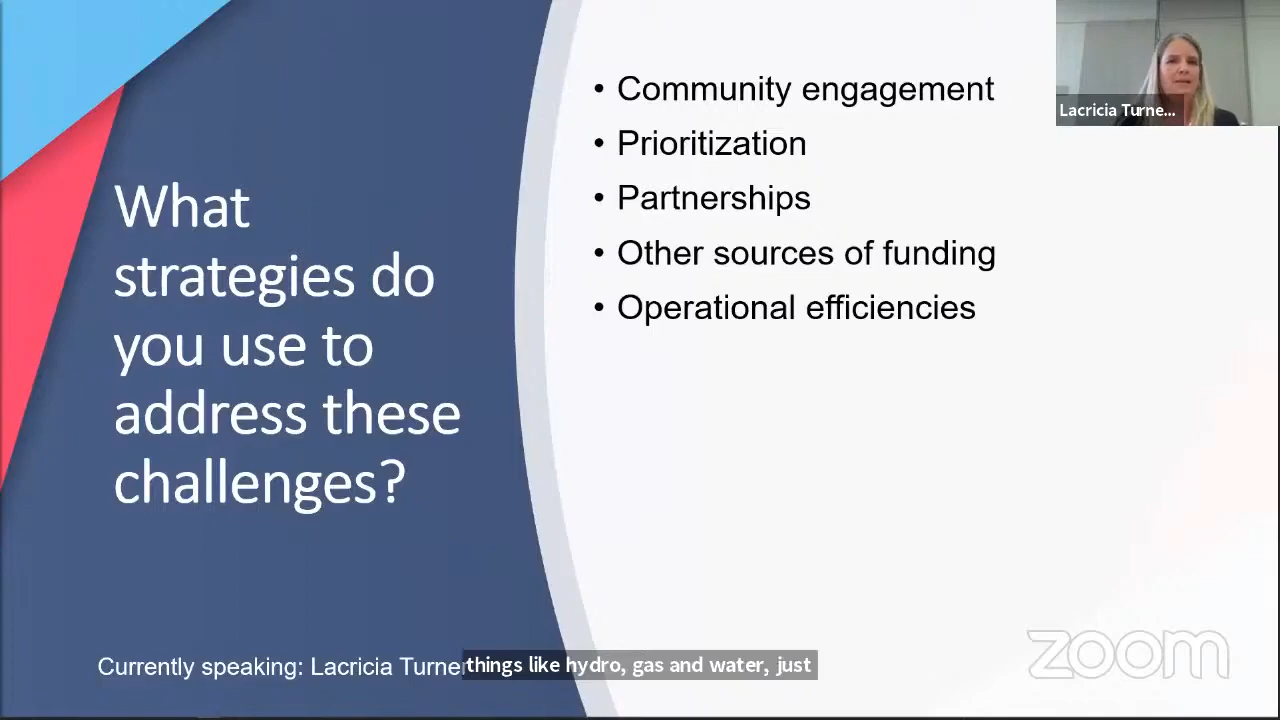 What
strategies do
you use to
address these
challenges?
• Community engagement
• Prioritization
• Partnerships
• Other sources of funding
• Operational efficiencies
Lacricia Turne...
Currently speaking: Lacricia Turner
things like hydro, gas and water, just
zoom